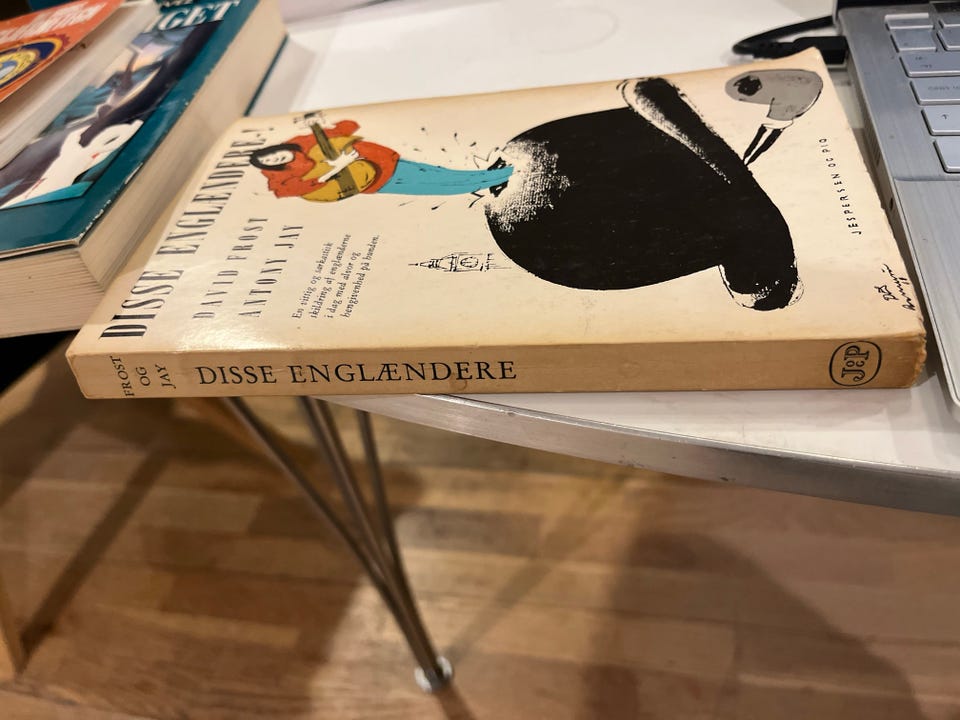 DISSE ENGLÆNDERE-!
DAVID FROST
ANTONY JAY
En vittig og sarkastisk
skildring af englænderne
i dag med alvor og
hengivenhed på bunden.
JESPERSEN OG PIO
FROST
OG
JAY
DISSE ENGLÆNDERE
J&P